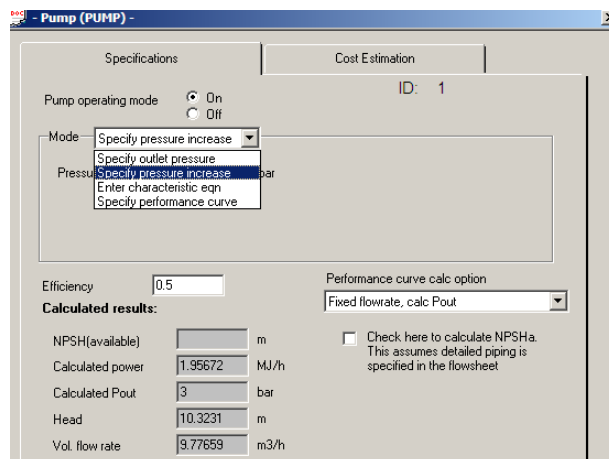 - Pump (PUMP) -
Specifications
Cost Estimation
ID: 1
Pump operating mode
On
Off
Mode
Specify pressure increase
Specify outlet pressure
Pressu
Specify pressure increase
bar
Enter characteristic eqn
Specify performance curve
Efficiency
0.5
Performance curve calc option
Fixed flowrate, calc Pout
Calculated results:
NPSH(available)
m
Check here to calculate NPSHa.
This assumes detailed piping is
specified in the flowsheet
Calculated power
1.95672
MJ/h
Calculated Pout
3
bar
Head
10.3231
m
Vol. flow rate
9.77659
m3/h